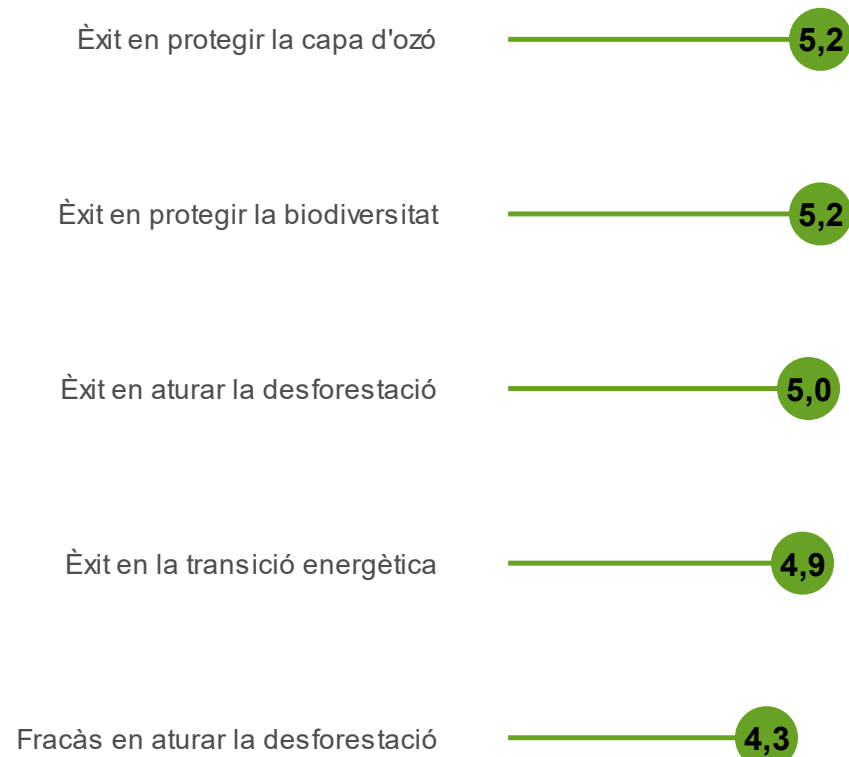 Èxit en protegir la capa d'ozó 5,2
Èxit en protegir la biodiversitat 5,2
Èxit en aturar la desforestació 5,0
Èxit en la transició energètica 4,9
Fracàs en aturar la desforestació 4,3